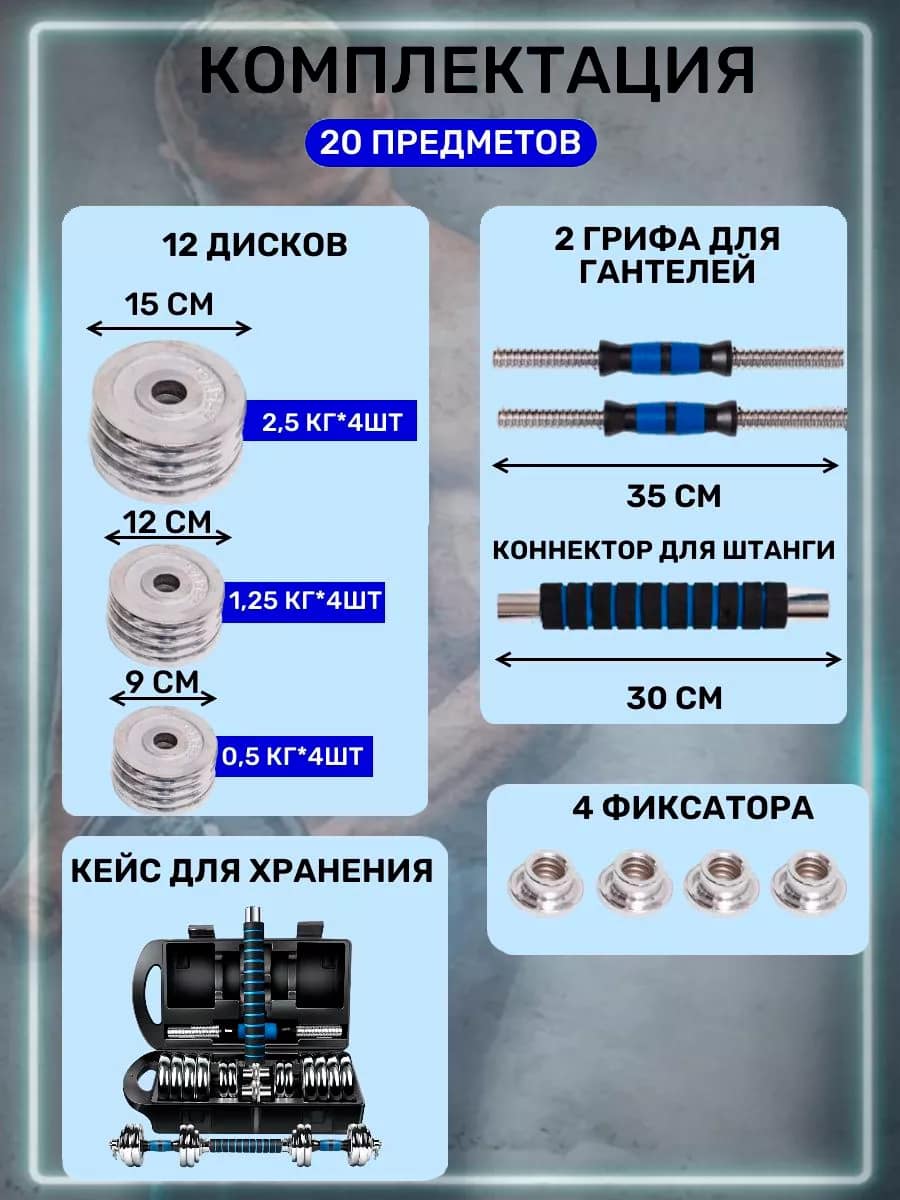 КОМПЛЕКТАЦИЯ
20 ПРЕДМЕТОВ
12 ДИСКОВ
15 СМ
2,5 КГ*4ШТ
12 СМ
1,25 КГ*4ШТ
9 СМ
0,5 КГ*4ШТ
2 ГРИФА ДЛЯ
ГАНТЕЛЕЙ
35 СМ
КОННЕКТОР ДЛЯ ШТАНГИ
30 СМ
4 ФИКСАТОРА
КЕЙС ДЛЯ ХРАНЕНИЯ